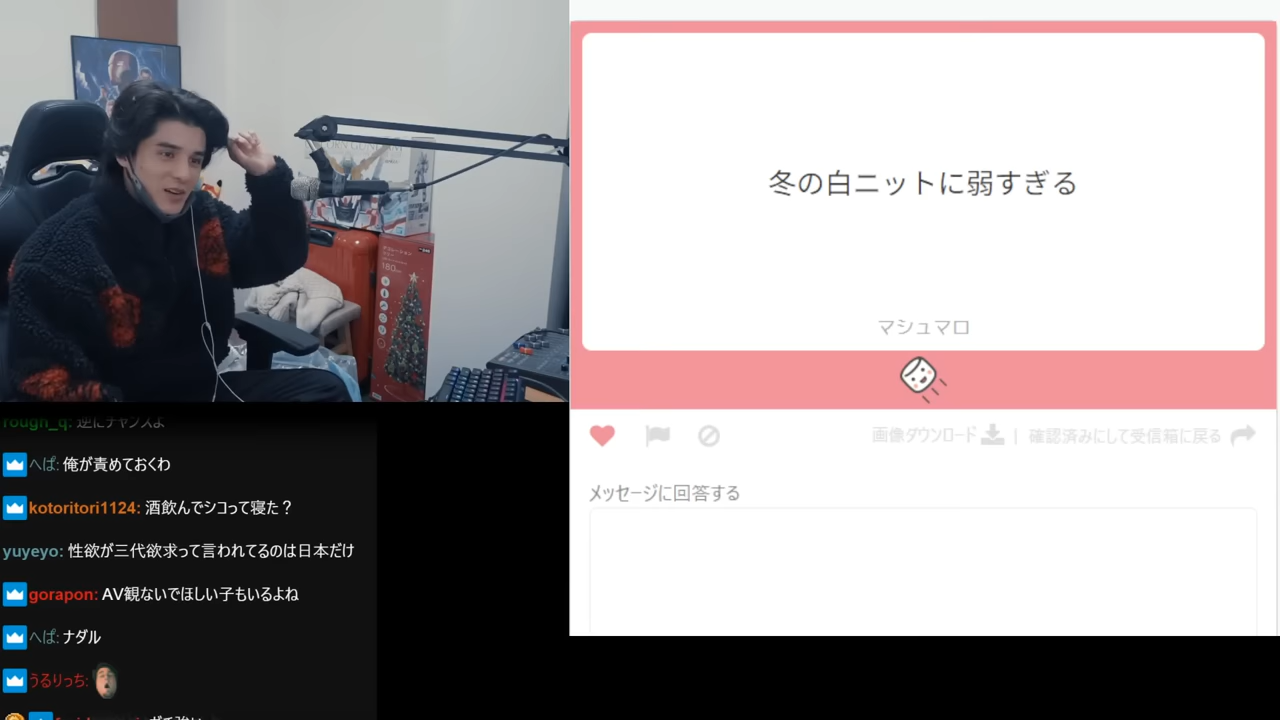 180cm
冬の白ニットに弱すぎる
マシュマロ
画像ダウンロード | 確認済みにして受信箱に戻る
メッセージに回答する
rough_q: 逆にチャンスよ
へぱ: 俺が責めておくわ
kotoritori1124: 酒飲んでシコって寝た？
yuyeyo: 性欲が三代欲求って言われてるのは日本だけ
gorapon: AV観ないでほしい子もいるよね
へぱ: ナダル
うるりっち: